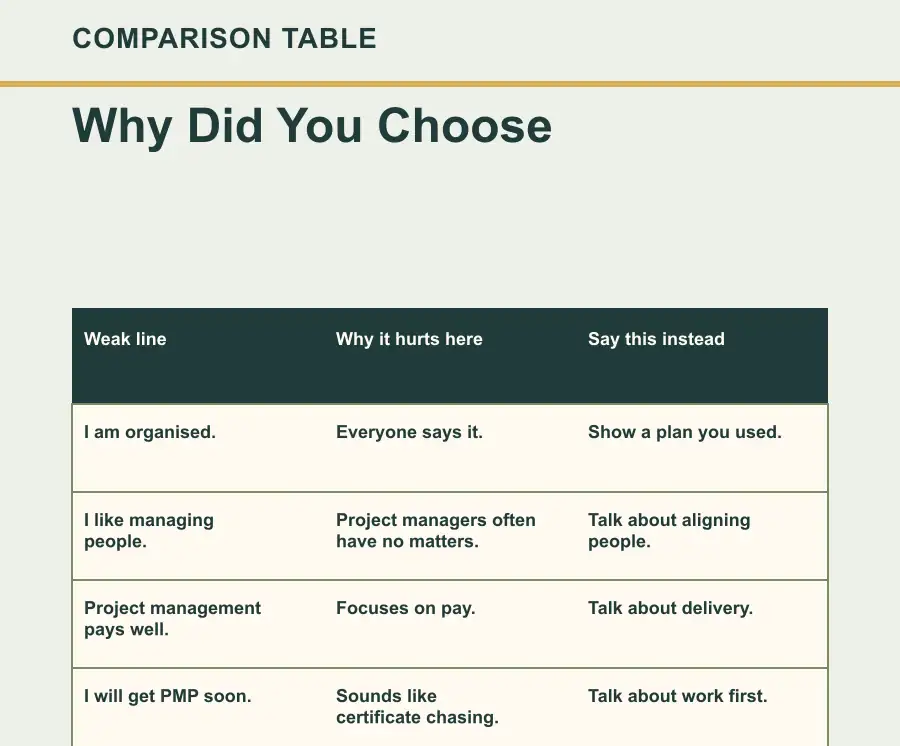 COMPARISON TABLE
Why Did You Choose
Weak line
Why it hurts here
Say this instead
I am organised.
Everyone says it.
Show a plan you used.
I like managing
people.
Project managers often
have no matters.
Talk about aligning
people.
Project management
pays well.
Focuses on pay.
Talk about delivery.
I will get PMP soon.
Sounds like
certificate chasing.
Talk about work first.